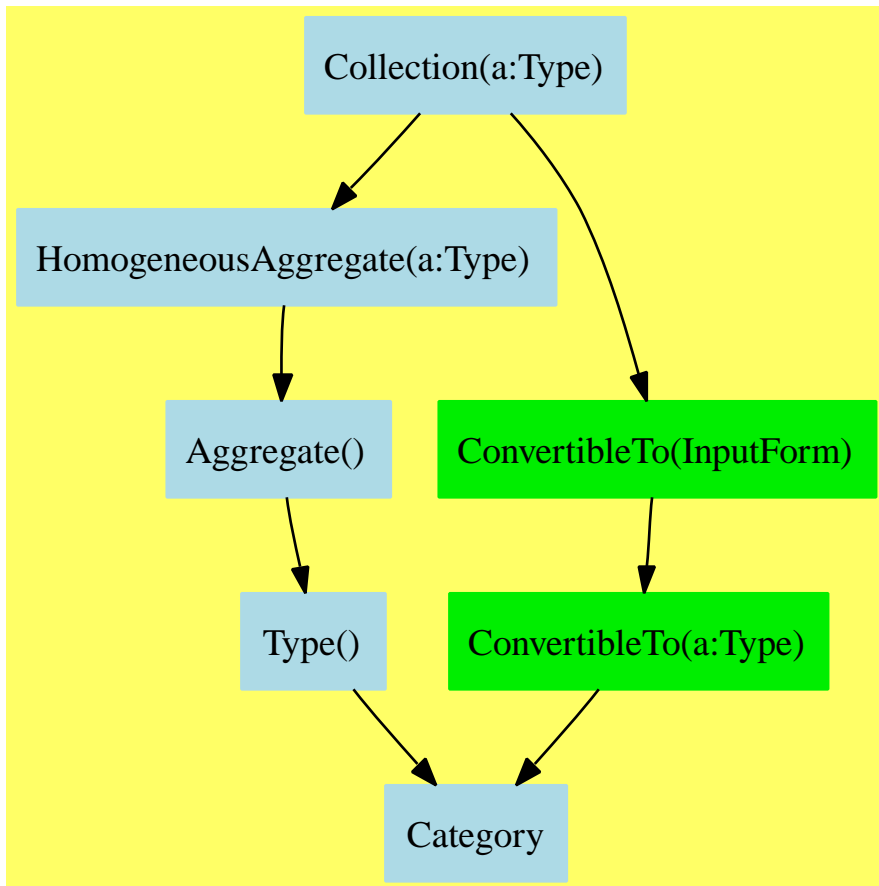 Collection(a:Type)
HomogeneousAggregate(a:Type)
Aggregate()
ConvertibleTo(InputForm)
Type()
ConvertibleTo(a:Type)
Category